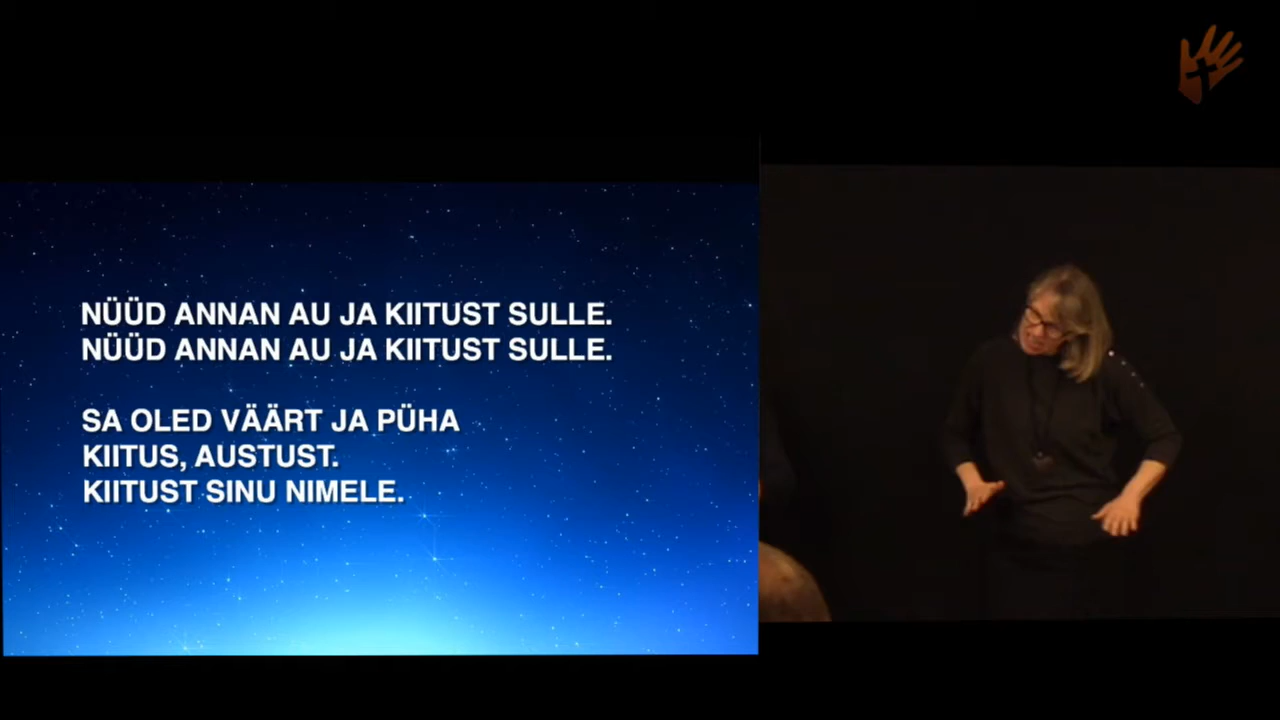 NÜÜD ANNAN AU JA KIITUST SULLE.
NÜÜD ANNAN AU JA KIITUST SULLE.
SA OLED VÄÄRT JA PÜHA
KIITUS, AUSTUST.
KIITUST SINU NIMELE.